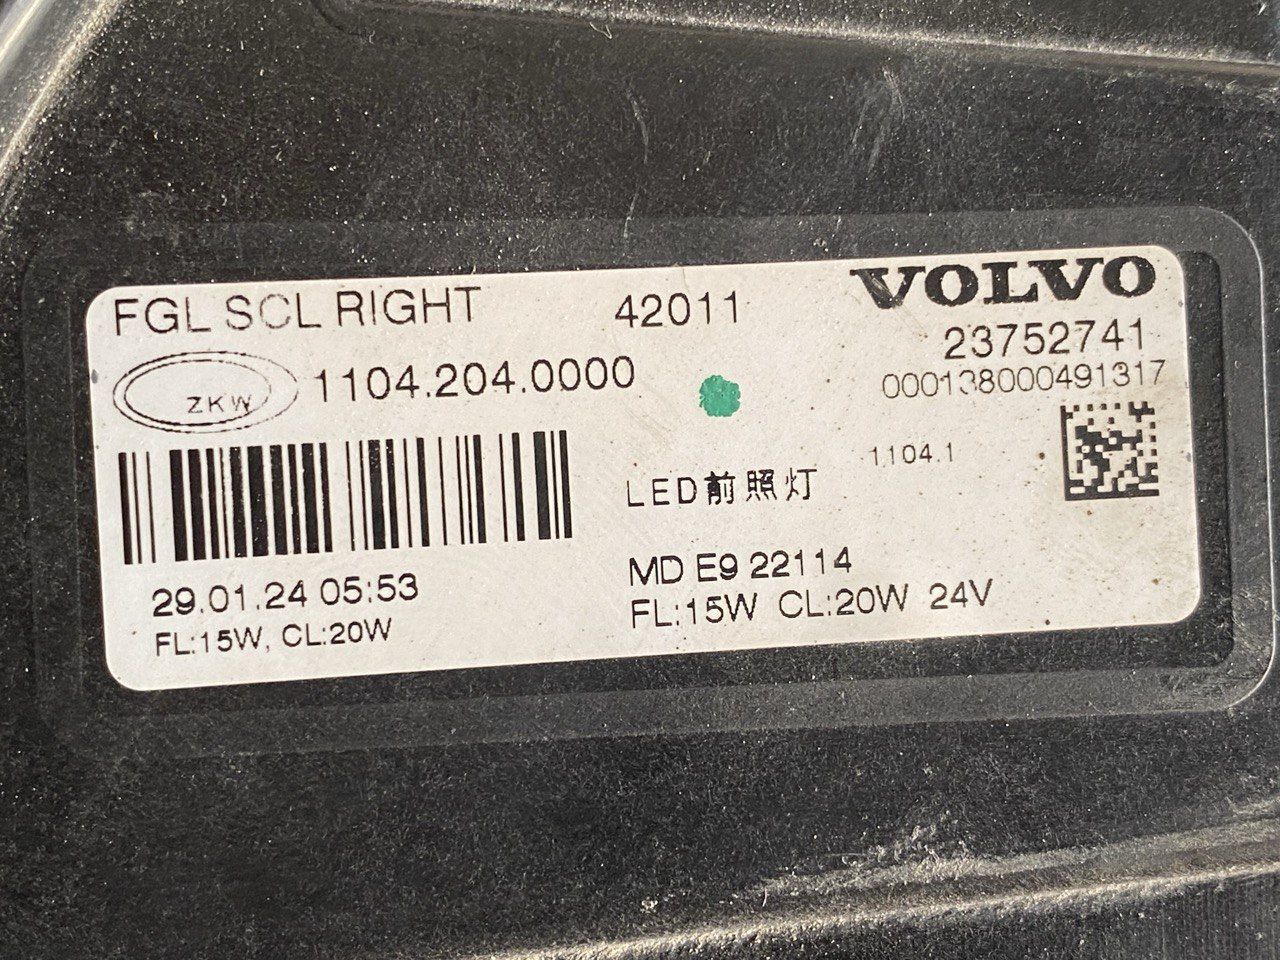 FGL SCL RIGHT 42011 VOLVO
23752741
ZKW 1104.204.0000 000138000491317
LED前照灯 1104.1
29.01.24 05:53 MD E9 22114
FL:15W, CL:20W FL:15W CL:20W 24V